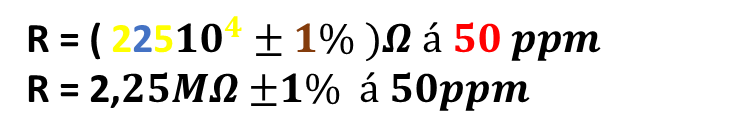 R = ( 22510⁴ ± 1% )Ω á 50 ppm
R = 2,25MΩ ±1% á 50ppm